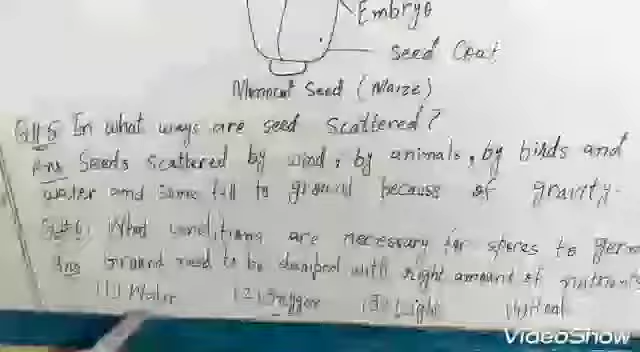 Embryo
Seed Coat
Monocot Seed (Maize)
Q.No 5 In what ways are seed scattered?
Ans Seeds scattered by wind, by animals, by birds and
water and some fall to ground because of gravity.
What conditions are necessary for spores to germ
Ans Ground need to be damped with right amount of nutrients
(1) Water (2) Oxygen (3) Light (4) Heat
VideoShow